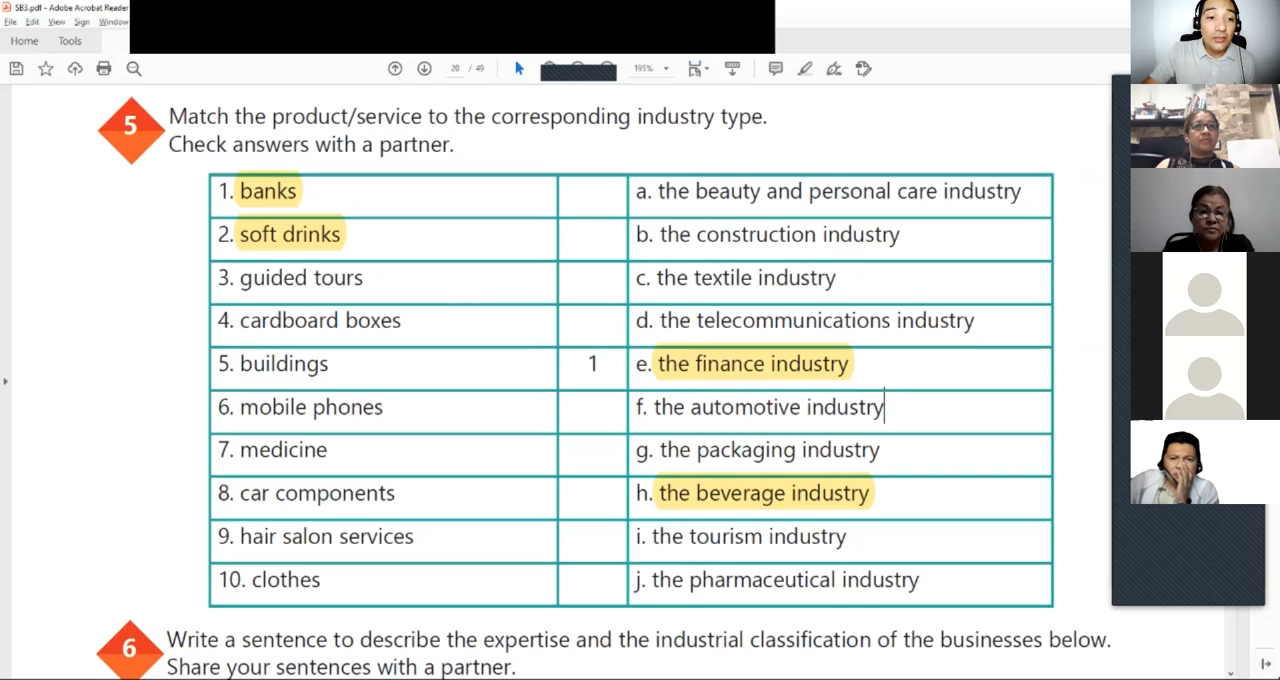 SB3.pdf - Adobe Acrobat Reader
File Edit View Sign Window
Home Tools
20 / 49
195%
5
Match the product/service to the corresponding industry type.
Check answers with a partner.
1. banks
a. the beauty and personal care industry
2. soft drinks
b. the construction industry
3. guided tours
c. the textile industry
4. cardboard boxes
d. the telecommunications industry
5. buildings
1
e. the finance industry
6. mobile phones
f. the automotive industry
7. medicine
g. the packaging industry
8. car components
h. the beverage industry
9. hair salon services
i. the tourism industry
10. clothes
j. the pharmaceutical industry
6
Write a sentence to describe the expertise and the industrial classification of the businesses below.
Share your sentences with a partner.